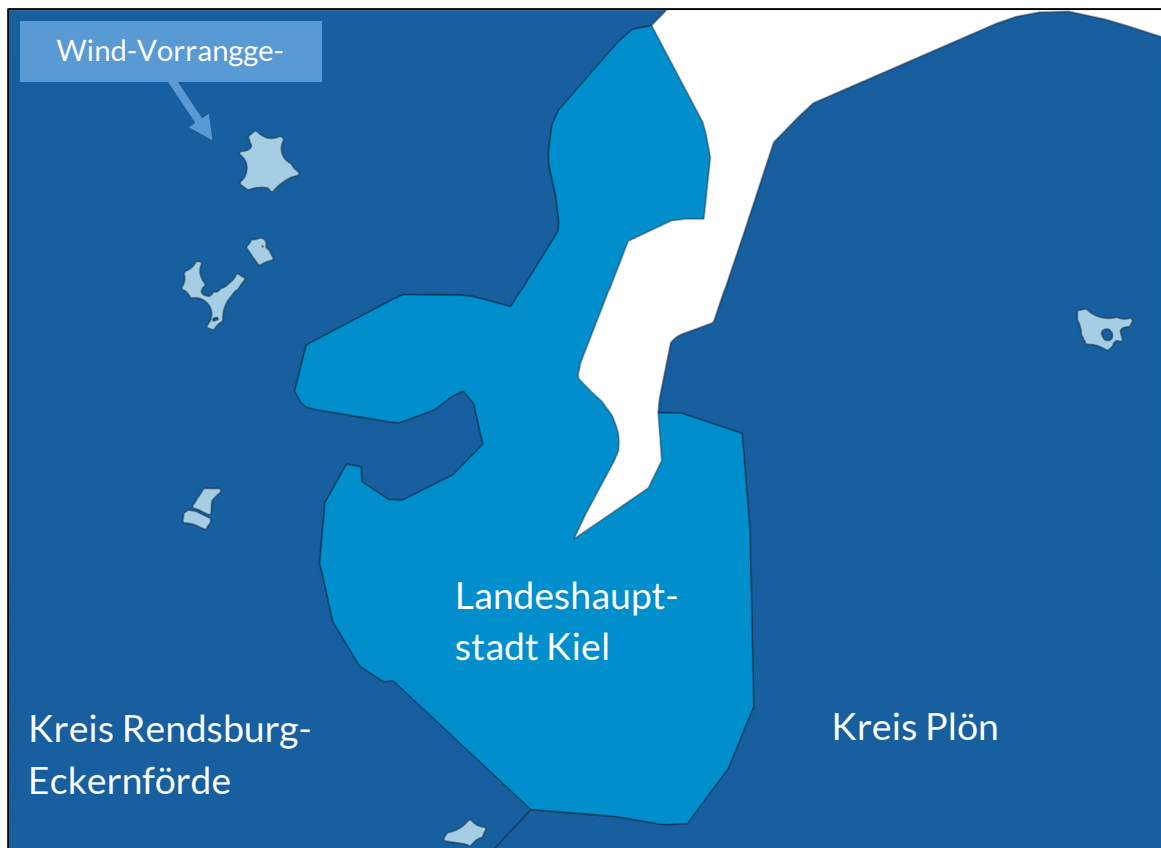 Wind-Vorrangge-
Landeshaupt-
stadt Kiel
Kreis Rendsburg-
Eckernförde
Kreis Plön